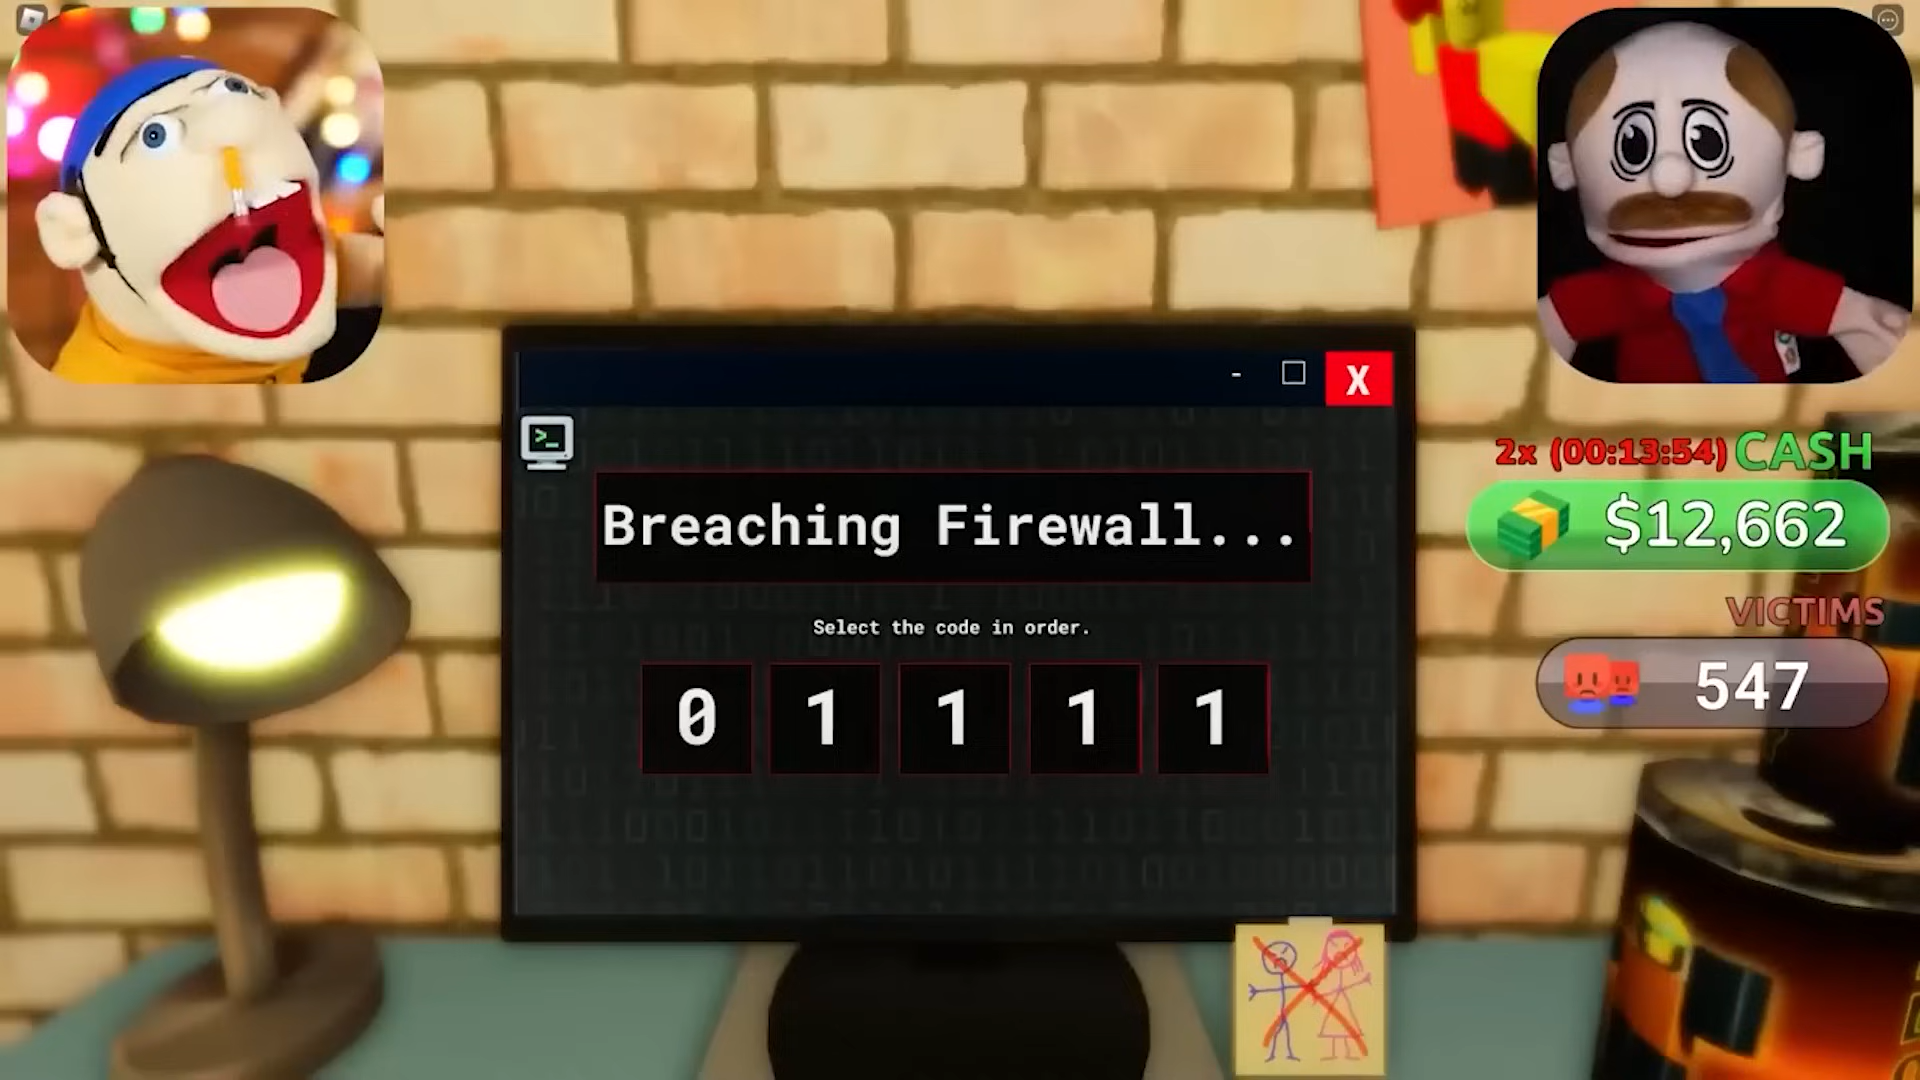 - □ X
>_
Breaching Firewall...
Select the code in order.
0 1 1 1 1
2x (00:13:54) CASH
$12,662
VICTIMS
547